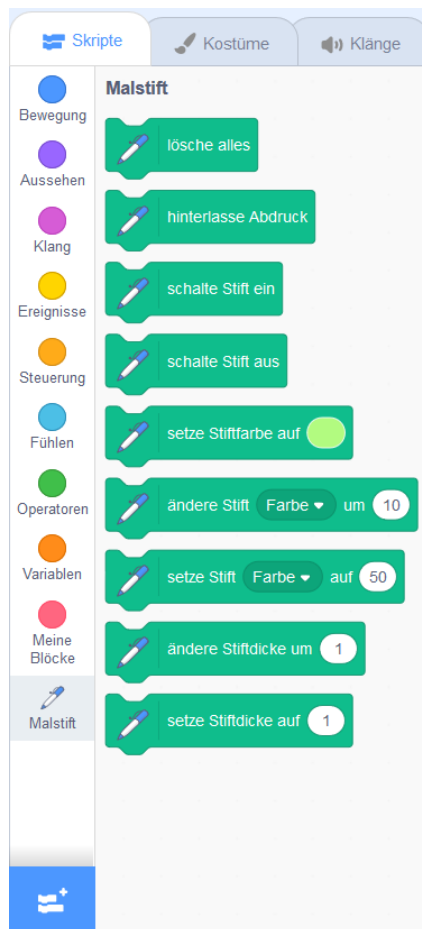 Skripte
Kostüme
Klänge
Bewegung
Aussehen
Klang
Ereignisse
Steuerung
Fühlen
Operatoren
Variablen
Meine
Blöcke
Malstift
Malstift
lösche alles
hinterlasse Abdruck
schalte Stift ein
schalte Stift aus
setze Stiftfarbe auf
ändere Stift Farbe um 10
setze Stift Farbe auf 50
ändere Stiftdicke um 1
setze Stiftdicke auf 1